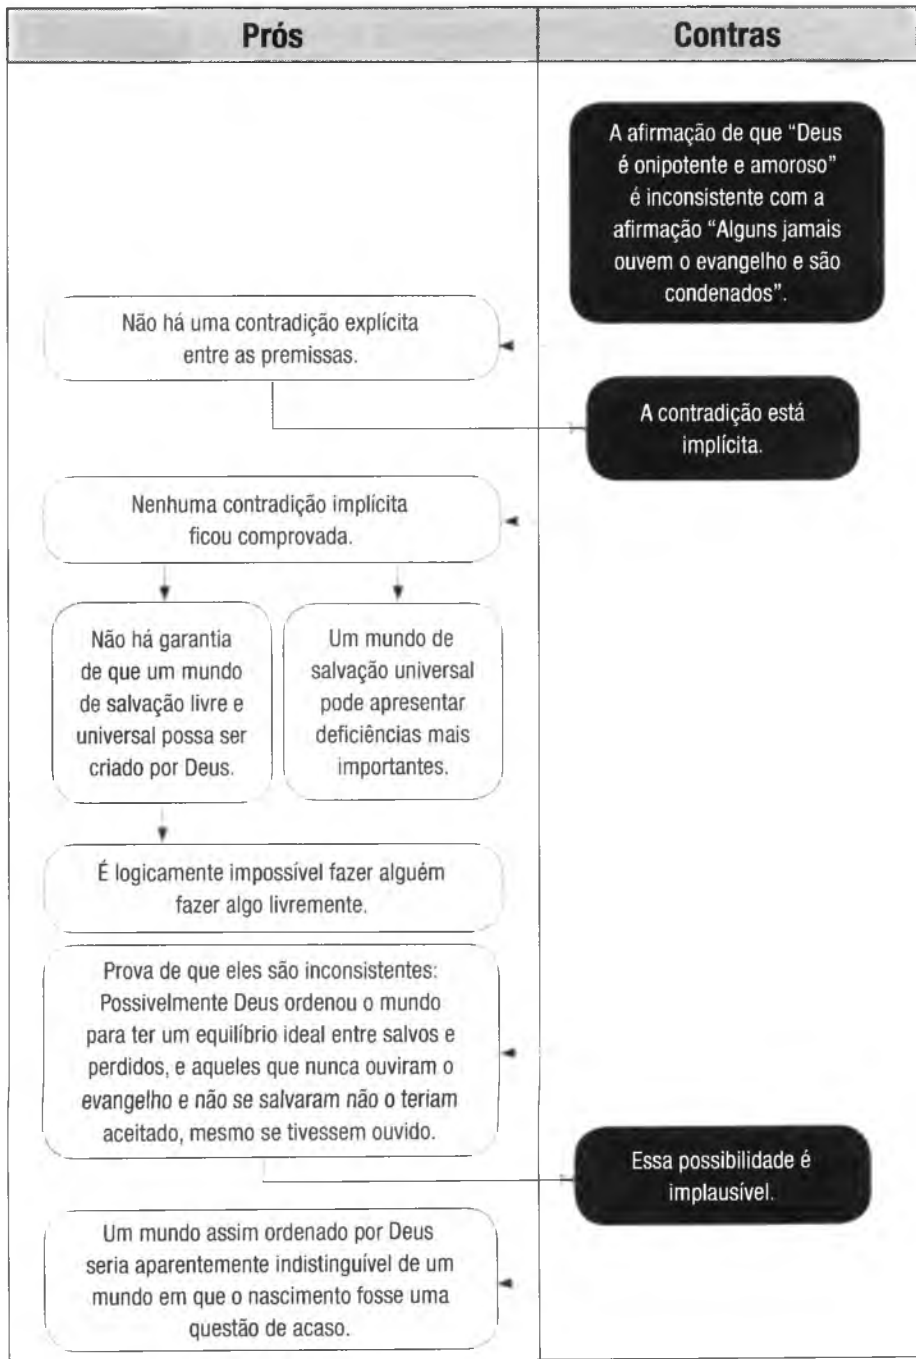 Prós
Contras
A afirmação de que “Deus
é onipotente e amoroso”
é inconsistente com a
afirmação “Alguns jamais
ouvem o evangelho e são
condenados”.
Não há uma contradição explícita
entre as premissas.
A contradição está
implícita.
Nenhuma contradição implícita
ficou comprovada.
Não há garantia
de que um mundo
de salvação livre e
universal possa ser
criado por Deus.
Um mundo de
salvação universal
pode apresentar
deficiências mais
importantes.
É logicamente impossível fazer alguém
fazer algo livremente.
Prova de que eles são inconsistentes:
Possivelmente Deus ordenou o mundo
para ter um equilíbrio ideal entre salvos e
perdidos, e aqueles que nunca ouviram o
evangelho e não se salvaram não o teriam
aceitado, mesmo se tivessem ouvido.
Essa possibilidade é
implausível.
Um mundo assim ordenado por Deus
seria aparentemente indistinguível de um
mundo em que o nascimento fosse uma
questão de acaso.